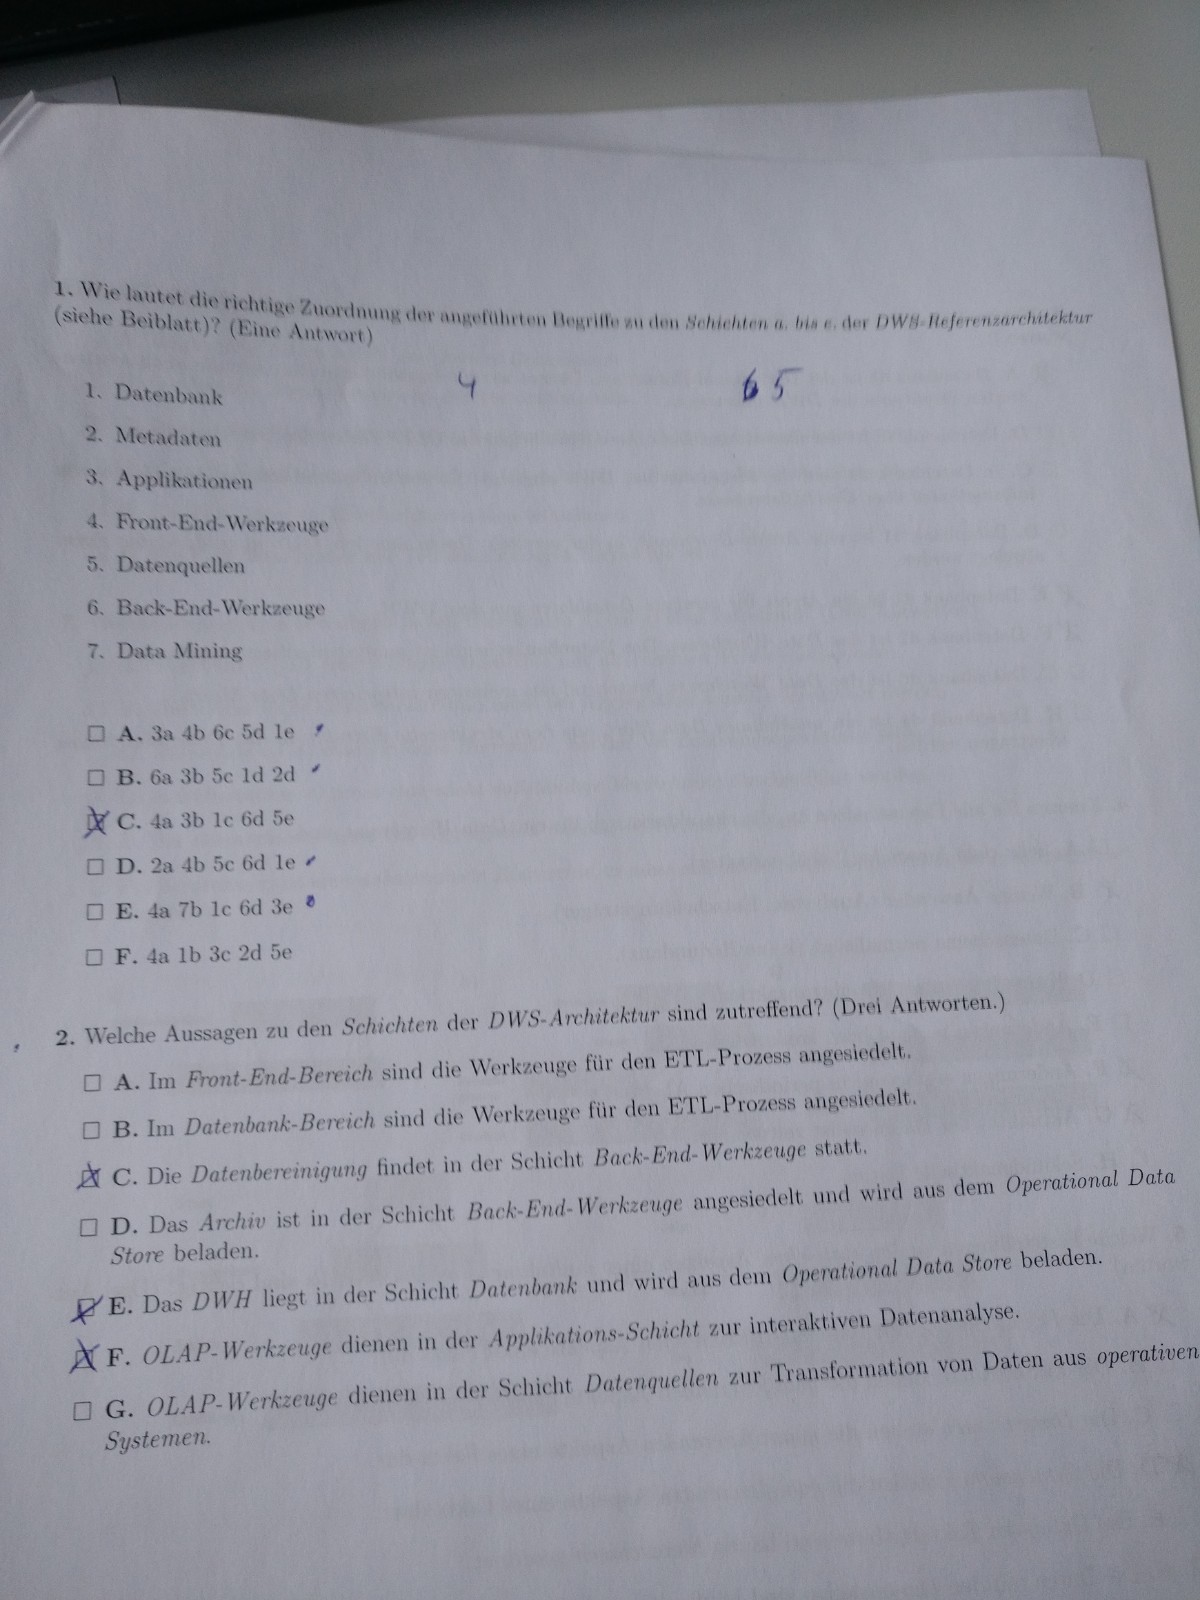 1. Wie lautet die richtige Zuordnung der angeführten Begriffe zu den Schichten a. bis e. der DWS-Referenzarchitektur
(siehe Beiblatt)? (Eine Antwort)
4 6 5
1. Datenbank
2. Metadaten
3. Applikationen
4. Front-End-Werkzeuge
5. Datenquellen
6. Back-End-Werkzeuge
7. Data Mining
A. 3a 4b 6c 5d 1e
B. 6a 3b 5c 1d 2d
C. 4a 3b 1c 6d 5e
D. 2a 4b 5c 6d 1e
E. 4a 7b 1c 6d 3e
F. 4a 1b 3c 2d 5e
2. Welche Aussagen zu den Schichten der DWS-Architektur sind zutreffend? (Drei Antworten.)
A. Im Front-End-Bereich sind die Werkzeuge für den ETL-Prozess angesiedelt.
B. Im Datenbank-Bereich sind die Werkzeuge für den ETL-Prozess angesiedelt.
C. Die Datenbereinigung findet in der Schicht Back-End-Werkzeuge statt.
D. Das Archiv ist in der Schicht Back-End-Werkzeuge angesiedelt und wird aus dem Operational Data
Store beladen.
E. Das DWH liegt in der Schicht Datenbank und wird aus dem Operational Data Store beladen.
F. OLAP-Werkzeuge dienen in der Applikations-Schicht zur interaktiven Datenanalyse.
G. OLAP-Werkzeuge dienen in der Schicht Datenquellen zur Transformation von Daten aus operativen
Systemen.